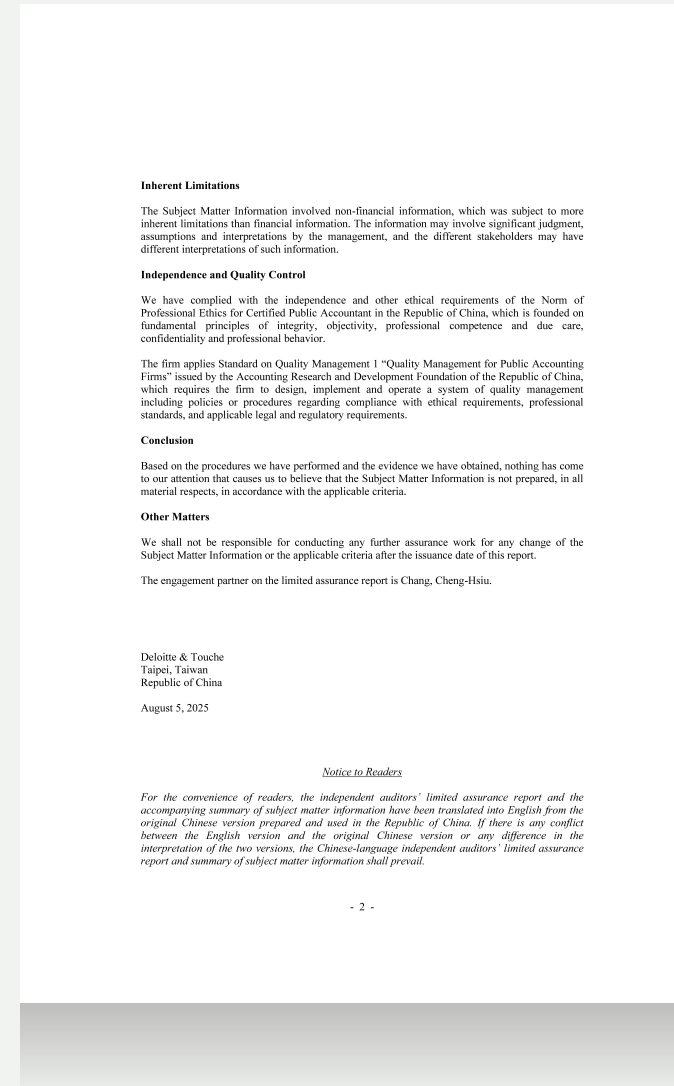 Inherent Limitations
The Subject Matter Information involved non-financial information, which was subject to more
inherent limitations than financial information. The information may involve significant judgment,
assumptions and interpretations by the management, and the different stakeholders may have
different interpretations of such information.
Independence and Quality Control
We have complied with the independence and other ethical requirements of the Norm of
Professional Ethics for Certified Public Accountant in the Republic of China, which is founded on
fundamental principles of integrity, objectivity, professional competence and due care,
confidentiality and professional behavior.
The firm applies Standard on Quality Management 1 “Quality Management for Public Accounting
Firms” issued by the Accounting Research and Development Foundation of the Republic of China,
which requires the firm to design, implement and operate a system of quality management
including policies or procedures regarding compliance with ethical requirements, professional
standards, and applicable legal and regulatory requirements.
Conclusion
Based on the procedures we have performed and the evidence we have obtained, nothing has come
to our attention that causes us to believe that the Subject Matter Information is not prepared, in all
material respects, in accordance with the applicable criteria.
Other Matters
We shall not be responsible for conducting any further assurance work for any change of the
Subject Matter Information or the applicable criteria after the issuance date of this report.
The engagement partner on the limited assurance report is Chang, Cheng-Hsiu.
Deloitte & Touche
Taipei, Taiwan
Republic of China
August 5, 2025
Notice to Readers
For the convenience of readers, the independent auditors’ limited assurance report and the
accompanying summary of subject matter information have been translated into English from the
original Chinese version prepared and used in the Republic of China. If there is any conflict
between the English version and the original Chinese version or any difference in the
interpretation of the two versions, the Chinese-language independent auditors’ limited assurance
report and summary of subject matter information shall prevail.
- 2 -